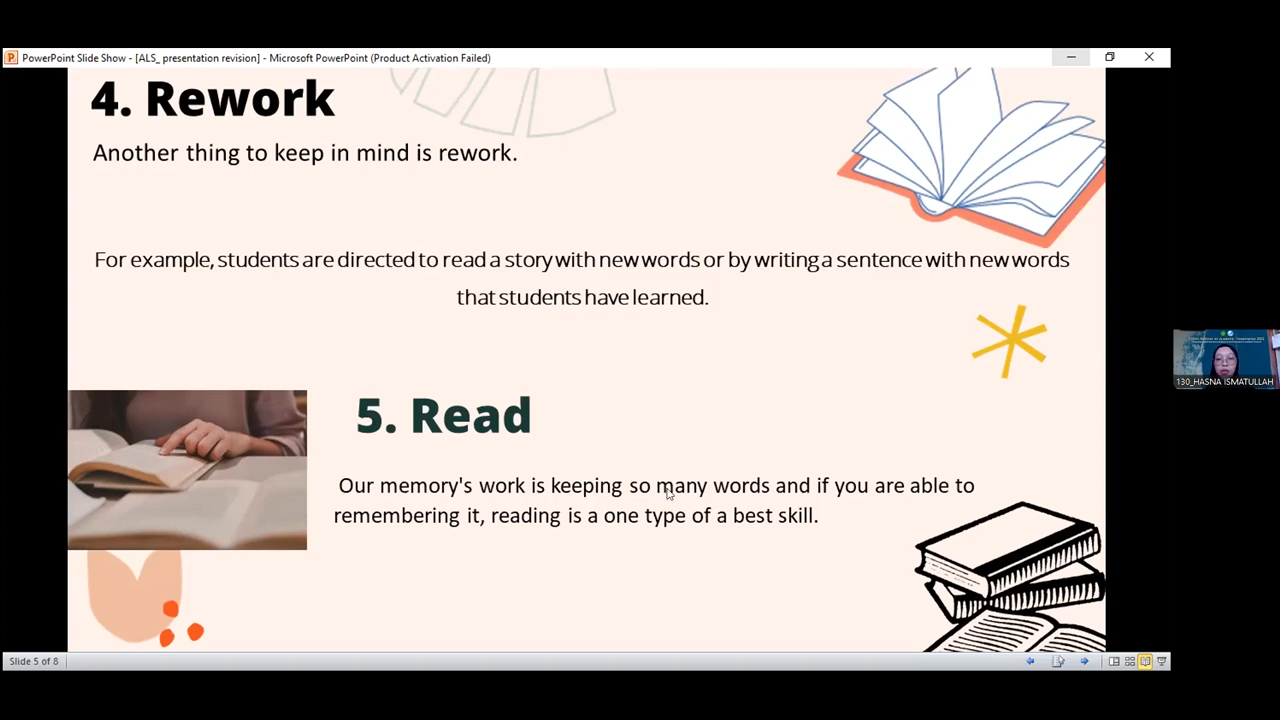 PowerPoint Slide Show - [ALS_ presentation revision] - Microsoft PowerPoint (Product Activation Failed)
4. Rework
Another thing to keep in mind is rework.
For example, students are directed to read a story with new words or by writing a sentence with new words
that students have learned.
5. Read
Our memory's work is keeping so many words and if you are able to
remembering it, reading is a one type of a best skill.
130_HASNA ISMATULLAH
Slide 5 of 8